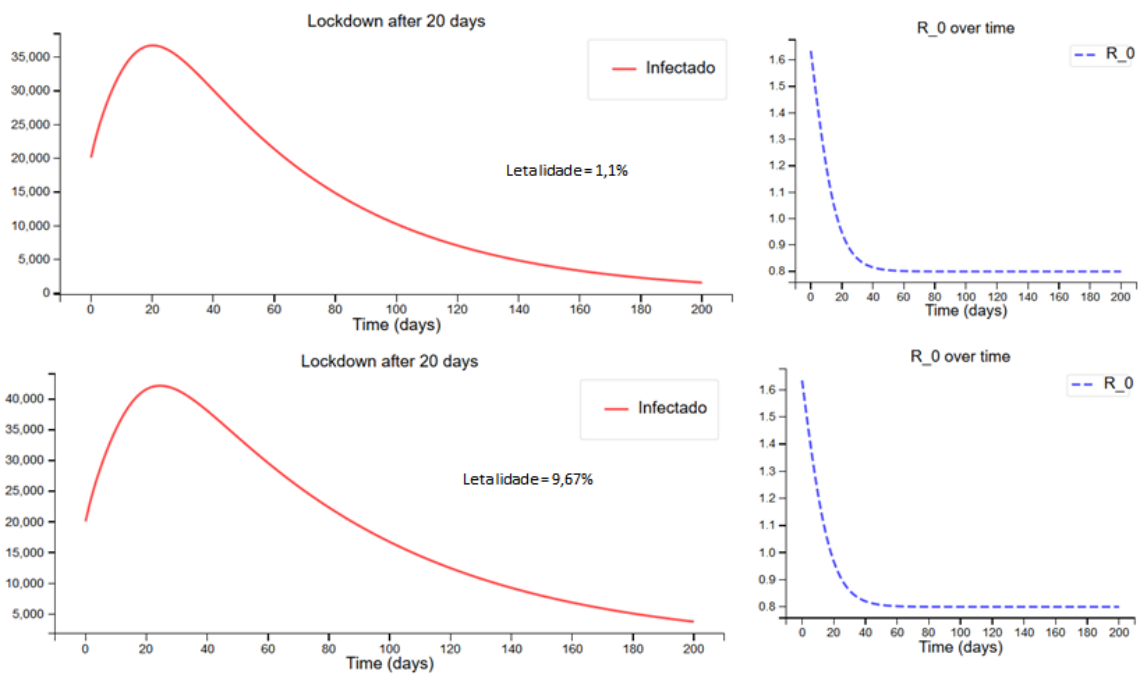 Lockdown after 20 days
35,000
30,000
25,000
20,000
15,000
10,000
5,000
0
Infectado
Letalidade= 1,1%
0 20 40 60 80 100 120 140 160 180 200
Time (days)
R_0 over time
1.6
1.5
1.4
1.3
1.2
1.1
1.0
0.9
0.8
R_0
0 20 40 60 80 100 120 140 160 180 200
Time (days)
Lockdown after 20 days
40,000
35,000
30,000
25,000
20,000
15,000
10,000
5,000
Infectado
Letalidade= 9,67%
0 20 40 60 80 100 120 140 160 180 200
Time (days)
R_0 over time
1.6
1.5
1.4
1.3
1.2
1.1
1.0
0.9
0.8
R_0
0 20 40 60 80 100 120 140 160 180 200
Time (days)